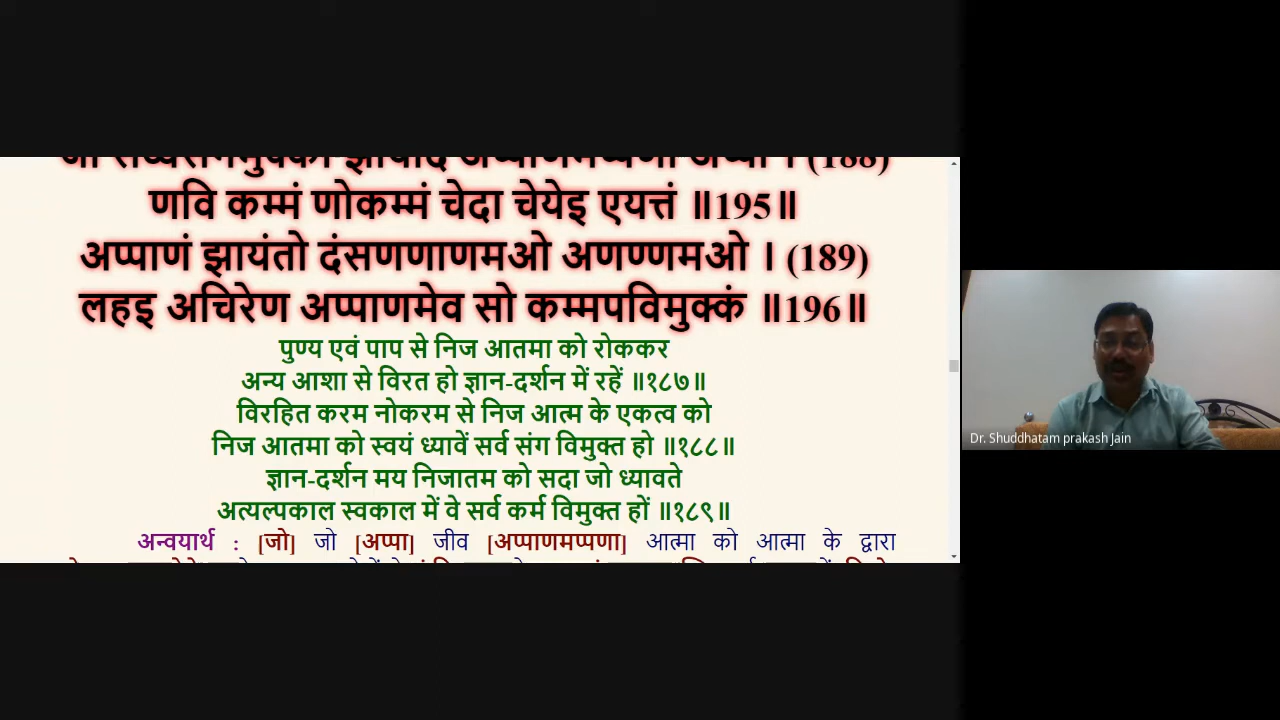 अप्पा । (188)
णवि कम्मं णोकम्मं चेदा चेयेइ एयत्तं ॥195॥
अप्पाणं झायंतो दंसणणाणमओ अणण्णमओ । (189)
लहइ अचिरेण अप्पाणमेव सो कम्मपविमुक्कं ॥196॥
पुण्य एवं पाप से निज आतमा को रोककर
अन्य आशा से विरत हो ज्ञान-दर्शन में रहें ॥१८७॥
विरहित करम नोकरम से निज आत्म के एकत्व को
निज आतमा को स्वयं ध्यावें सर्व संग विमुक्त हो ॥१८८॥
ज्ञान-दर्शन मय निजातम को सदा जो ध्यावते
अत्यल्पकाल स्वकाल में वे सर्व कर्म विमुक्त हों ॥१८९॥
अन्वयार्थ : [जो] जो [अप्पा] जीव [अप्पाणमप्पणा] आत्मा को आत्मा के द्वारा
Dr. Shuddhatam prakash Jain